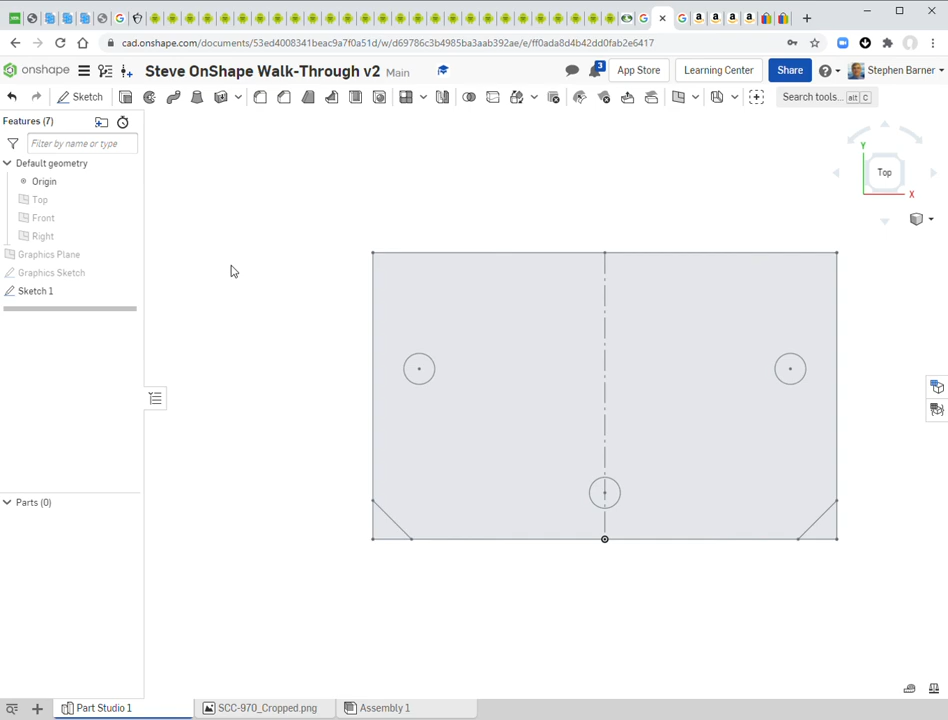 cad.onshape.com/documents/53ed4008341beac9a7f0a51d/w/d69786c3b4985ba3aab392ae/e/ff0ada8d4b42dd0fab2e6417
onshape
Steve OnShape Walk-Through v2 Main
3
App Store
Learning Center
Share
Stephen Barner
Sketch
Search tools... alt C
Features (7)
Filter by name or type
Default geometry
Origin
Top
Front
Right
Graphics Plane
Graphics Sketch
Sketch 1
Parts (0)
Y
Top
X
Part Studio 1
SCC-970_Cropped.png
Assembly 1